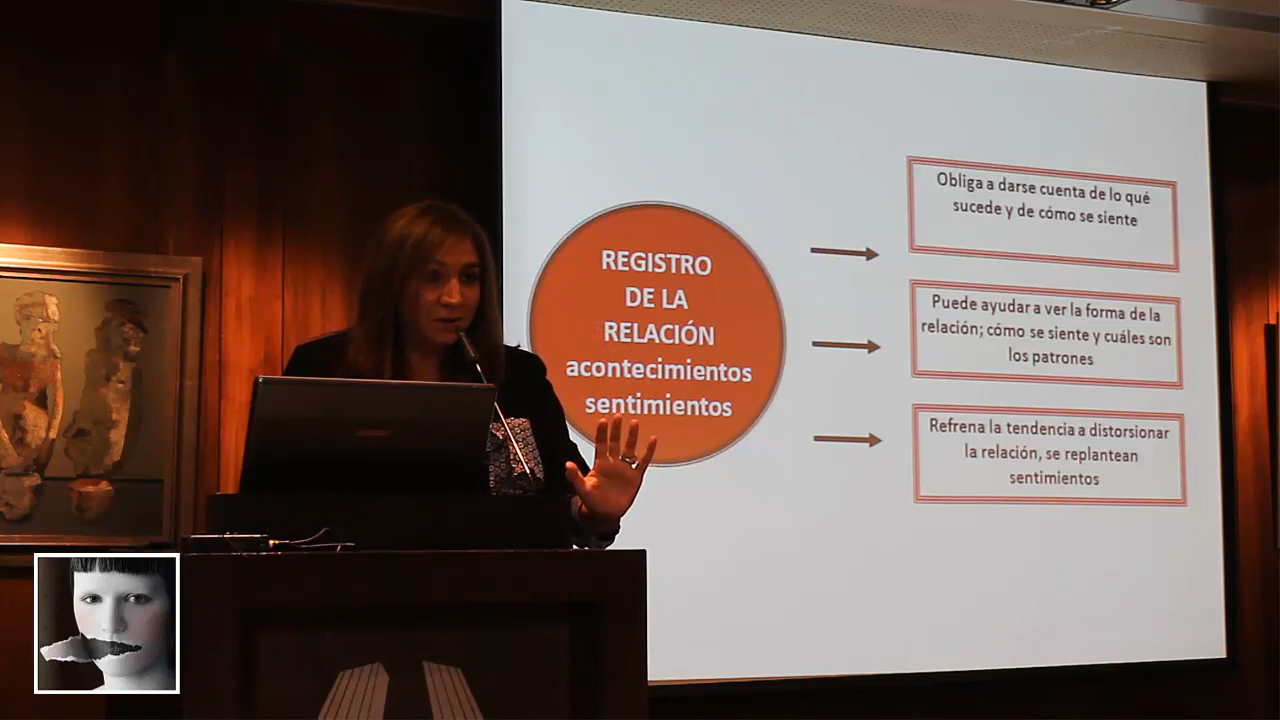 REGISTRO
DE LA
RELACIÓN
acontecimientos
sentimientos
Obliga a darse cuenta de lo qué
sucede y de cómo se siente
Puede ayudar a ver la forma de la
relación; cómo se siente y cuáles son
los patrones
Refrena la tendencia a distorsionar
la relación, se replantean
sentimientos